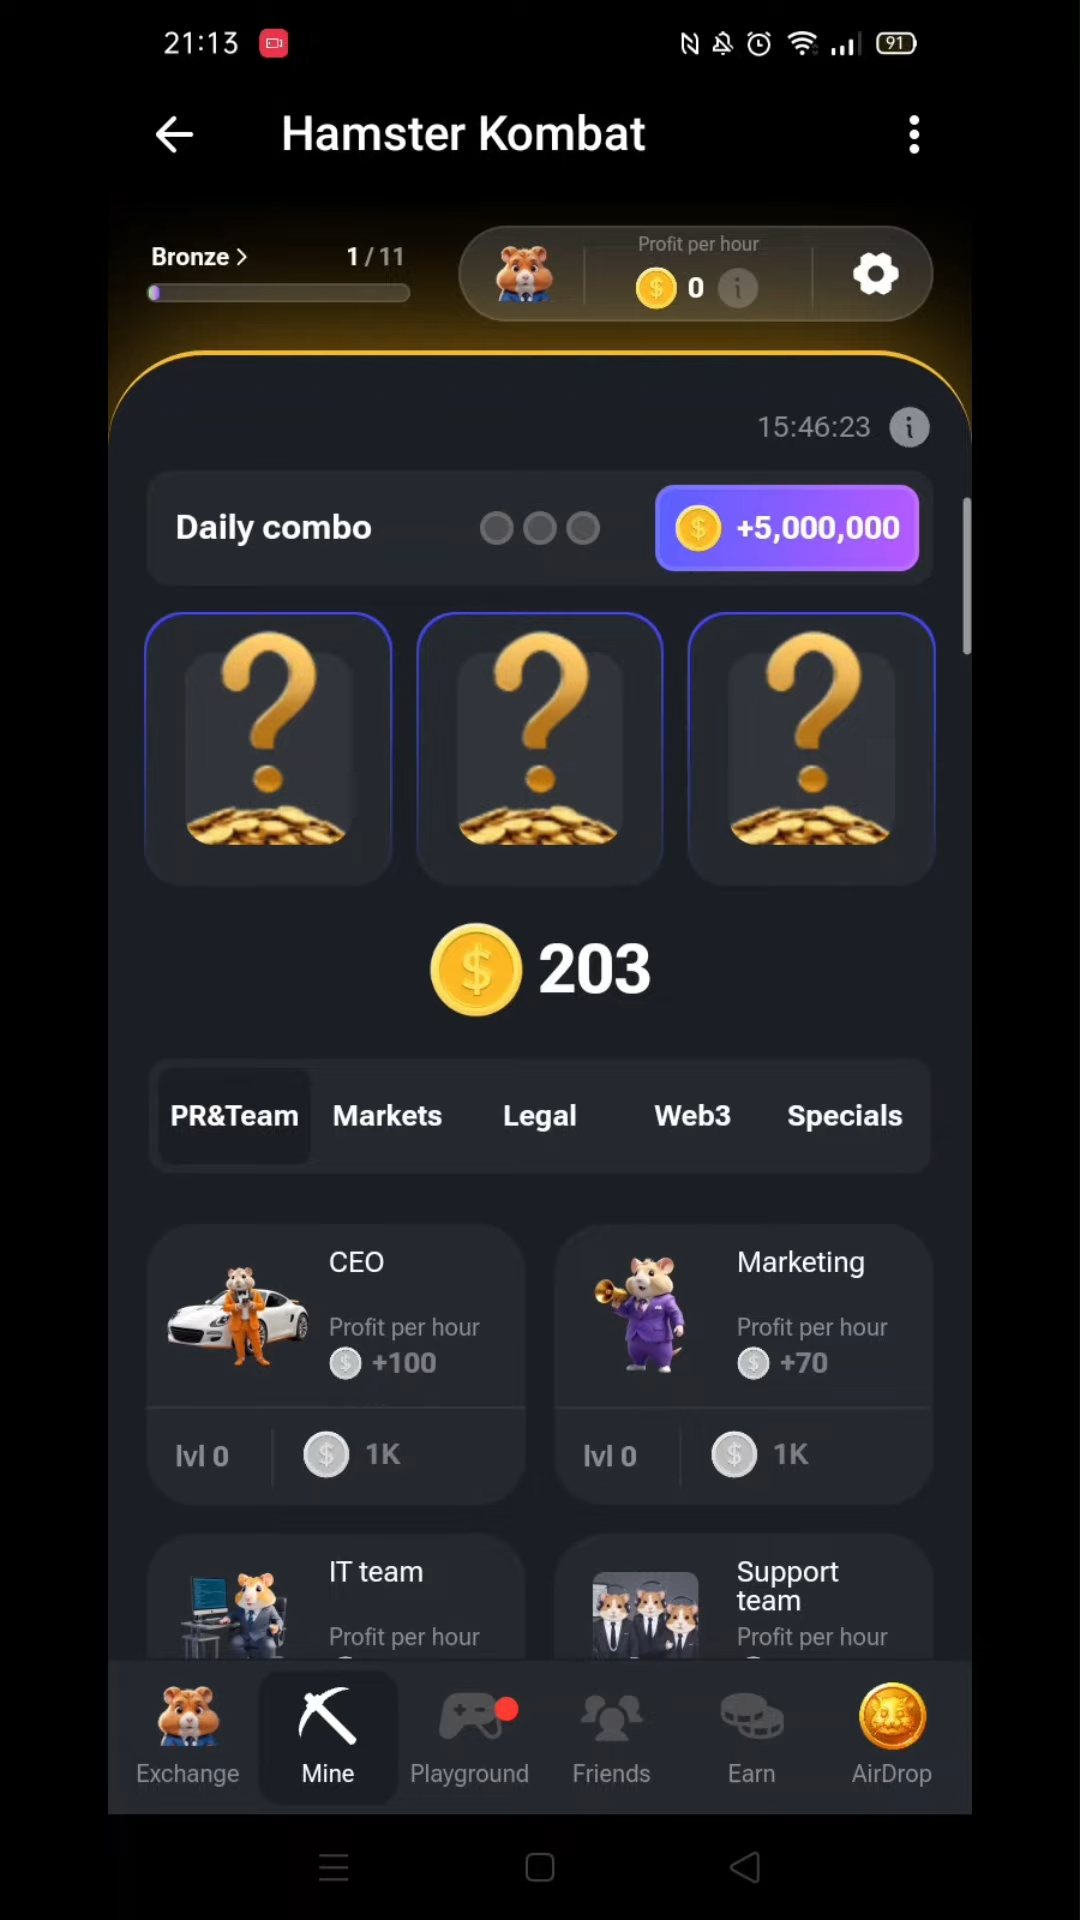 21:13
91
Hamster Kombat
Bronze >
1 / 11
Profit per hour
0
15:46:23
Daily combo
+5,000,000
203
PR&Team
Markets
Legal
Web3
Specials
CEO
Profit per hour
+100
lvl 0
1K
Marketing
Profit per hour
+70
lvl 0
1K
IT team
Profit per hour
Support
team
Profit per hour
Exchange
Mine
Playground
Friends
Earn
AirDrop